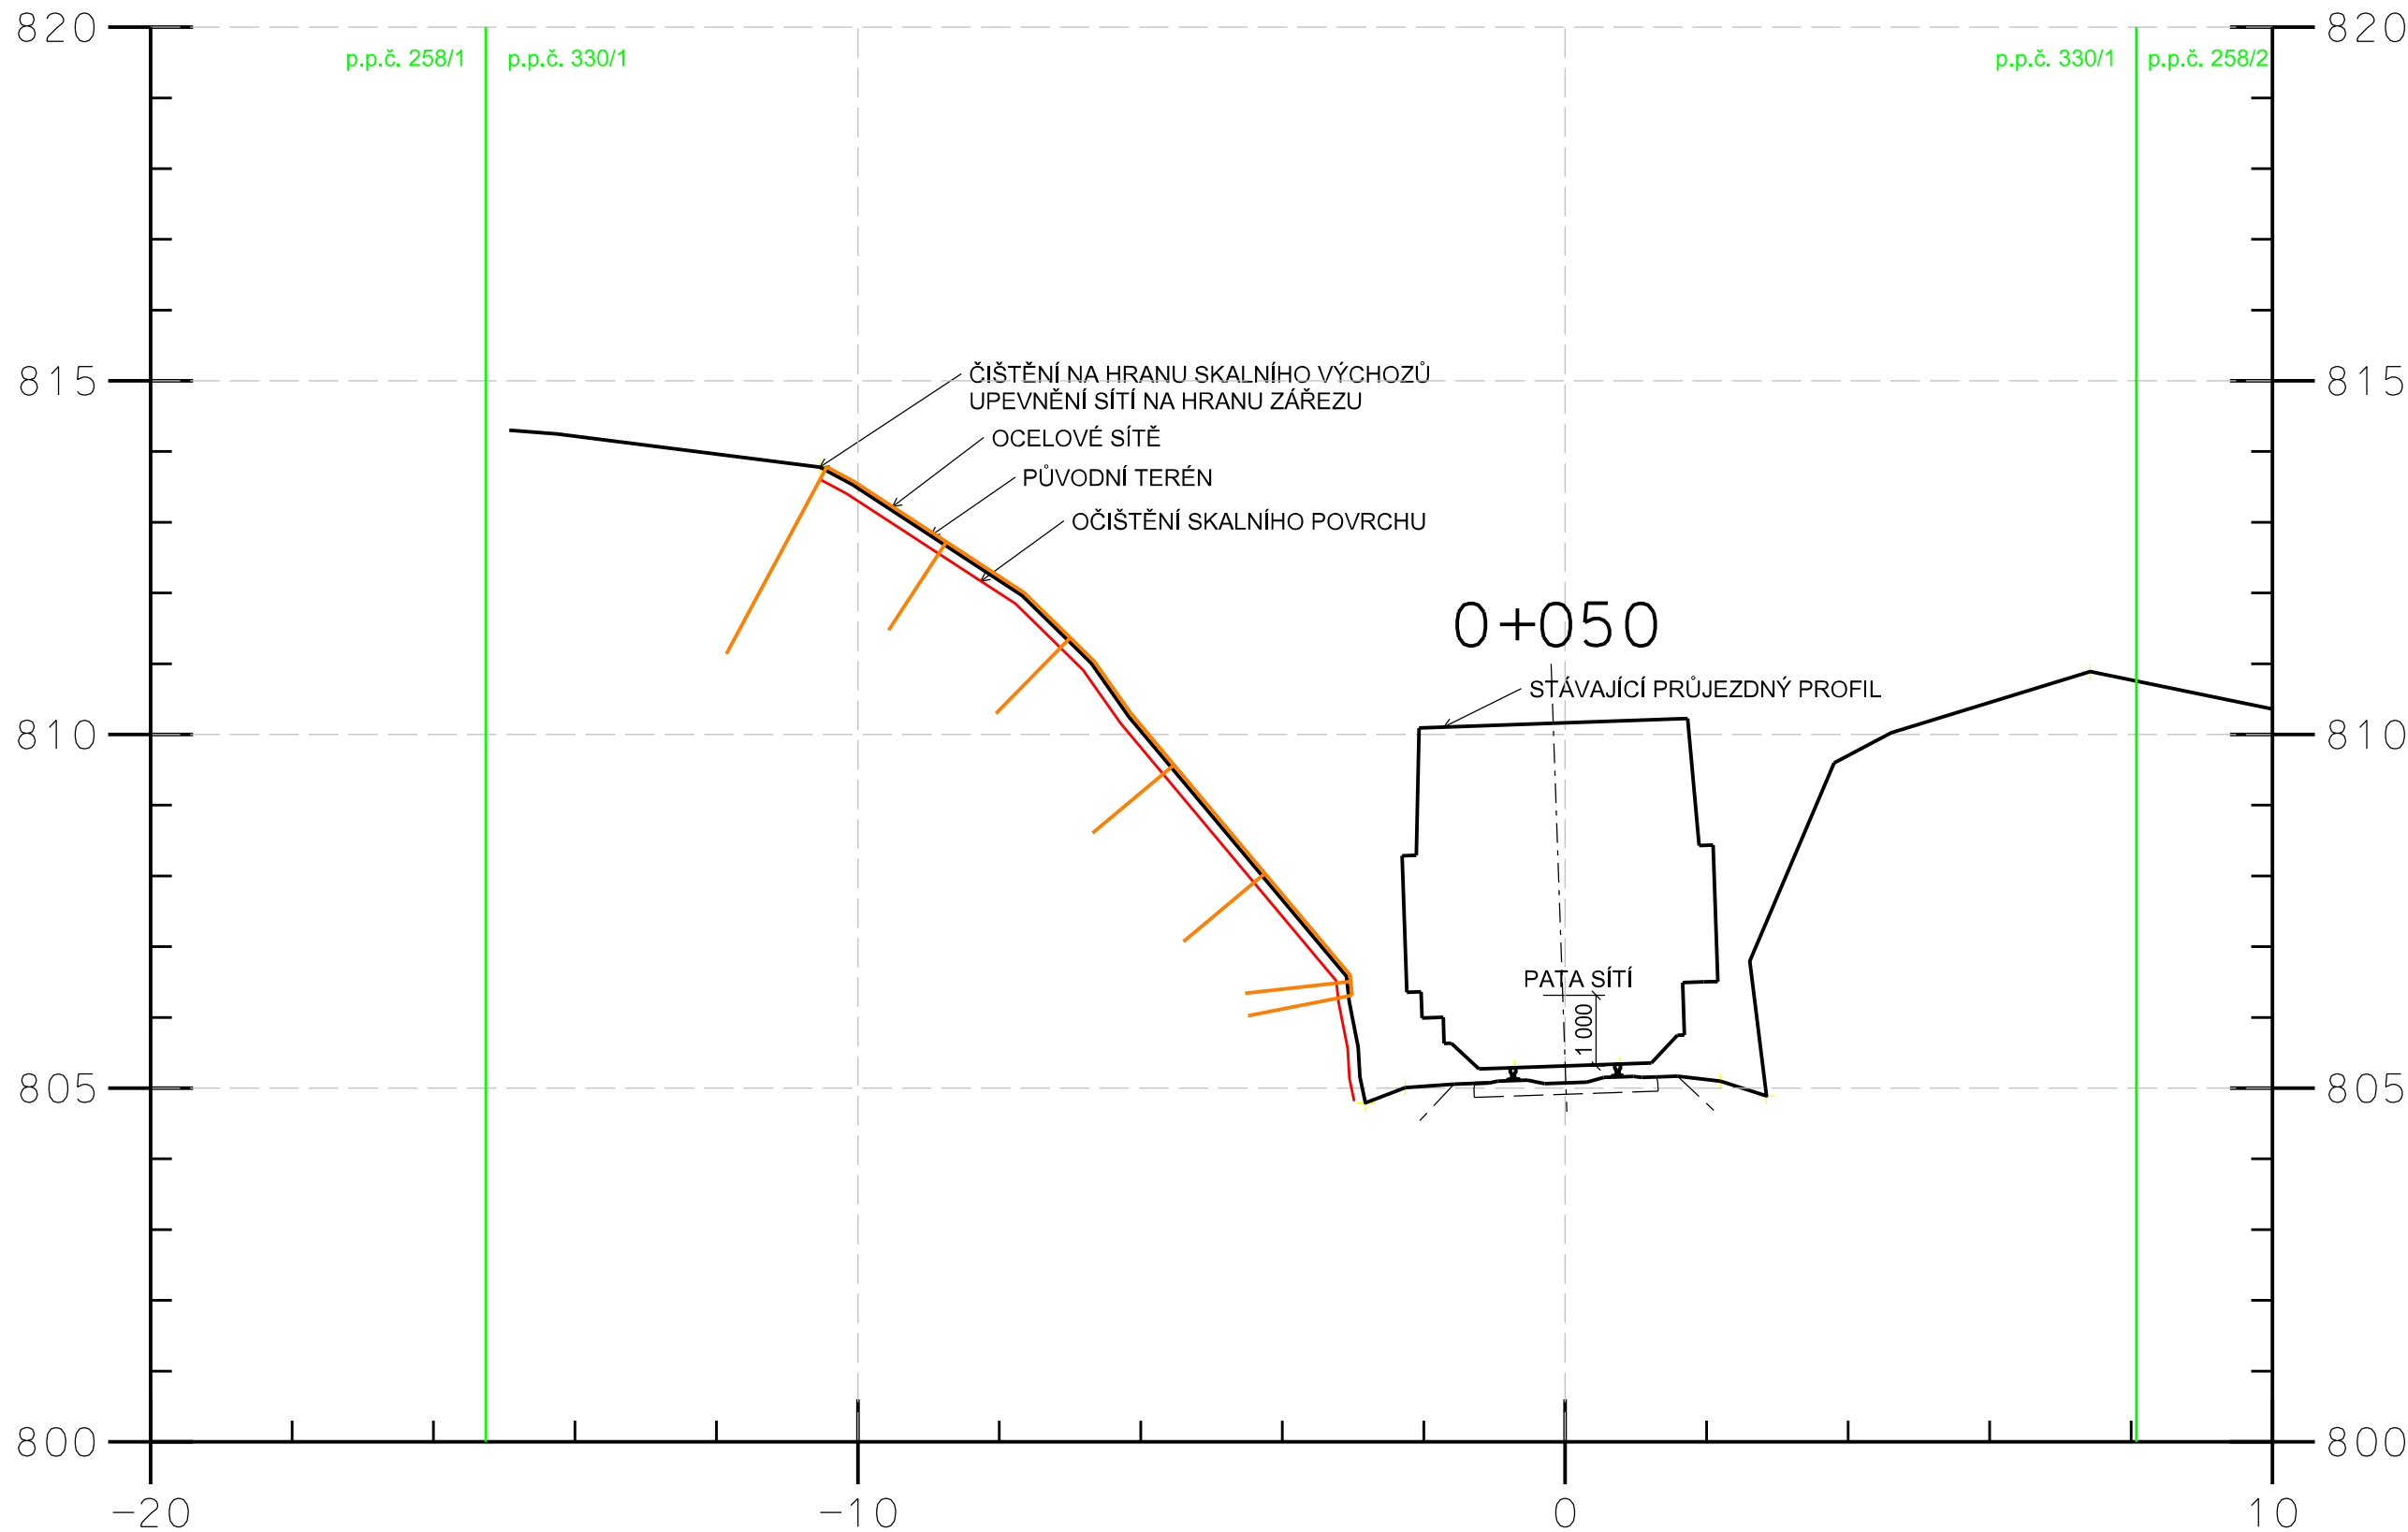 820
820
p.p.č. 258/1
p.p.č. 330/1
p.p.č. 330/1
p.p.č. 258/2
815
815
ČIŠTĚNÍ NA HRANU SKALNÍHO VÝCHOZŮ
UPEVNĚNÍ SÍTÍ NA HRANU ZÁŘEZU
OCELOVÉ SÍTĚ
PŮVODNÍ TERÉN
OČIŠTĚNÍ SKALNÍHO POVRCHU
0+050
STÁVAJÍCÍ PRŮJEZDNÝ PROFIL
810
810
PATA SÍTÍ
1000
805
805
800
800
-20
-10
0
10